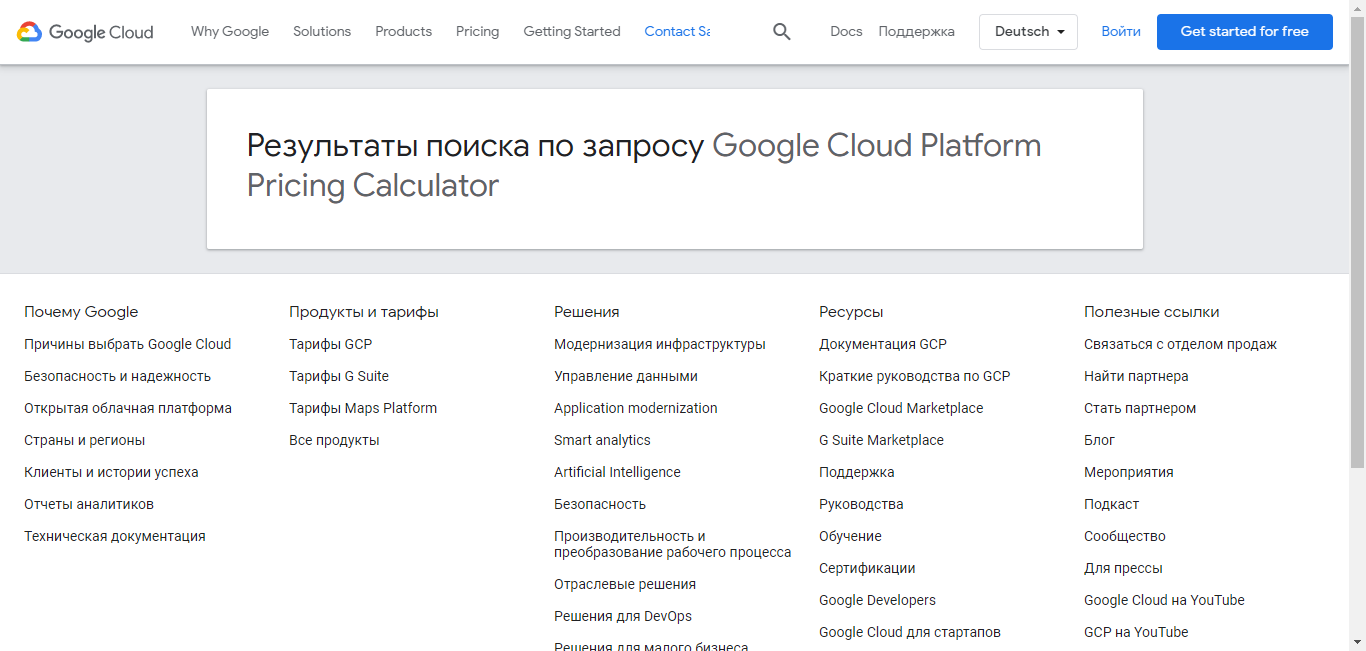 Google Cloud Why Google Solutions Products Pricing Getting Started Contact Sa Docs Поддержка Deutsch Войти Get started for free
Результаты поиска по запросу Google Cloud Platform
Pricing Calculator
Почему Google
Причины выбрать Google Cloud
Безопасность и надежность
Открытая облачная платформа
Страны и регионы
Клиенты и истории успеха
Отчеты аналитиков
Техническая документация
Продукты и тарифы
Тарифы GCP
Тарифы G Suite
Тарифы Maps Platform
Все продукты
Решения
Модернизация инфраструктуры
Управление данными
Application modernization
Smart analytics
Artificial Intelligence
Безопасность
Производительность и
преобразование рабочего процесса
Отраслевые решения
Решения для DevOps
Решения для малого бизнеса
Ресурсы
Документация GCP
Краткие руководства по GCP
Google Cloud Marketplace
G Suite Marketplace
Поддержка
Руководства
Обучение
Сертификации
Google Developers
Google Cloud для стартапов
Полезные ссылки
Связаться с отделом продаж
Найти партнера
Стать партнером
Блог
Мероприятия
Подкаст
Сообщество
Для прессы
Google Cloud на YouTube
GCP на YouTube